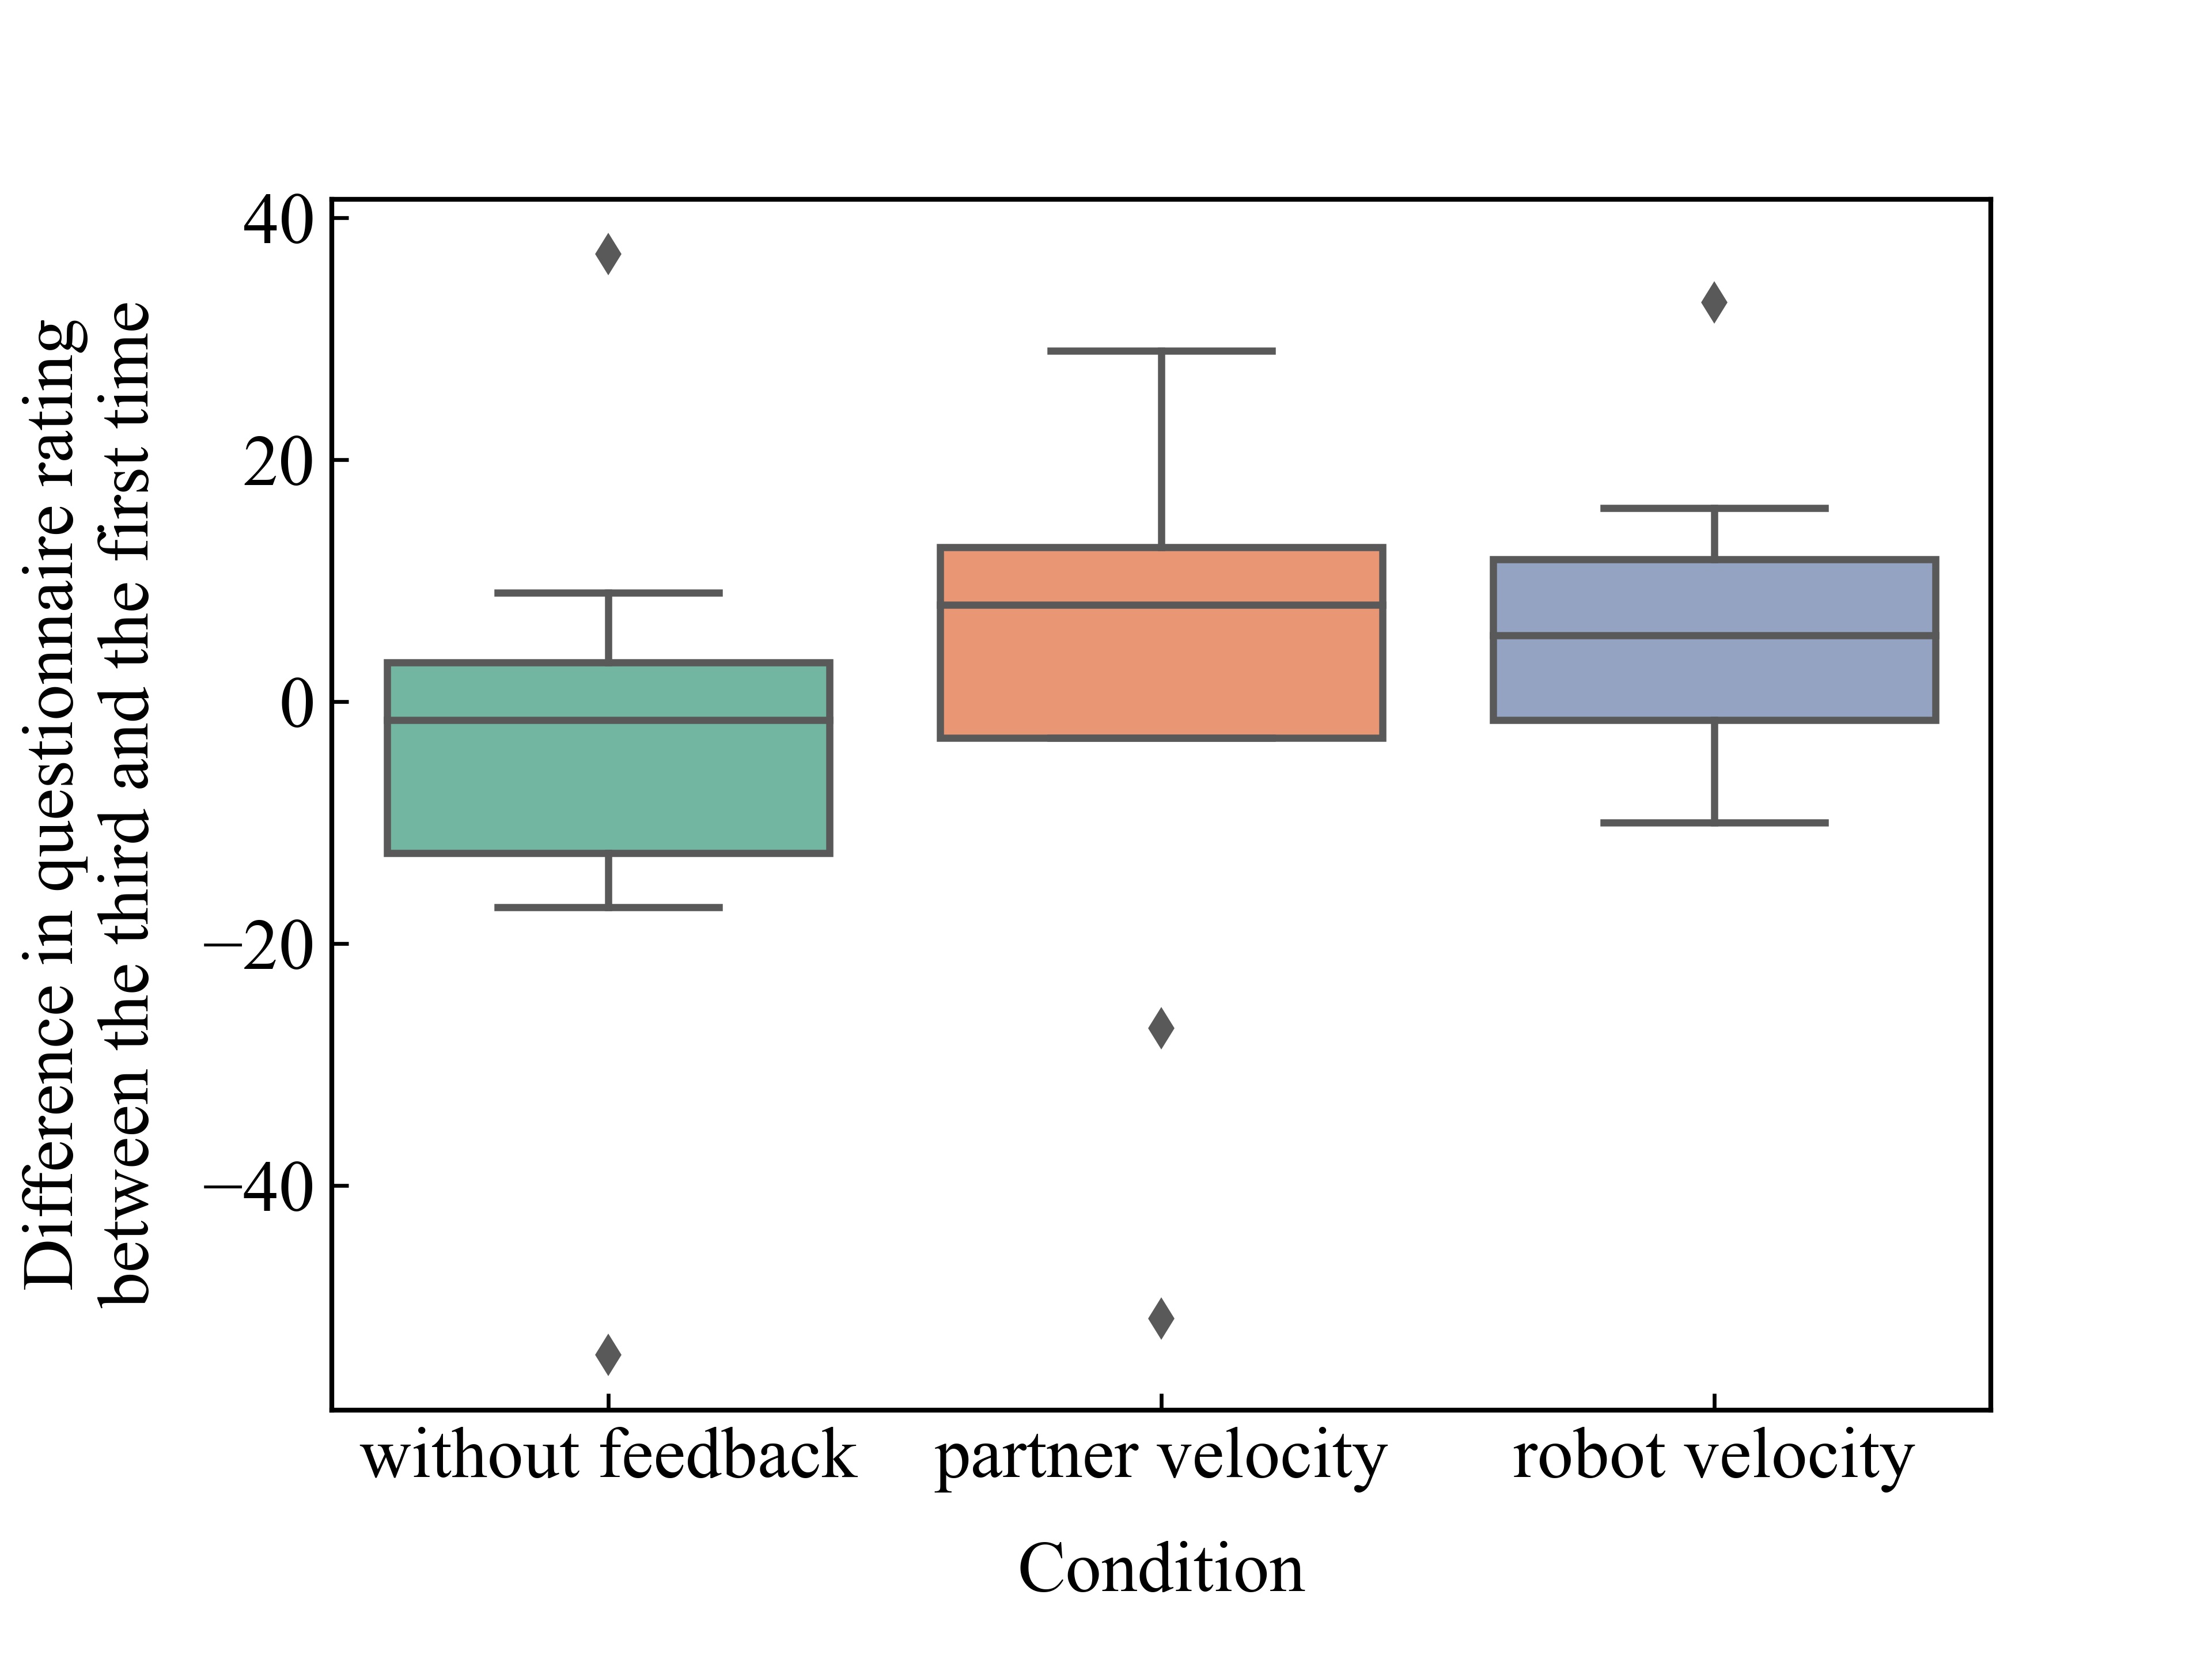 Difference in questionnaire rating
between the third and the first time
40
20
0
−20
−40
without feedback
partner velocity
robot velocity
Condition